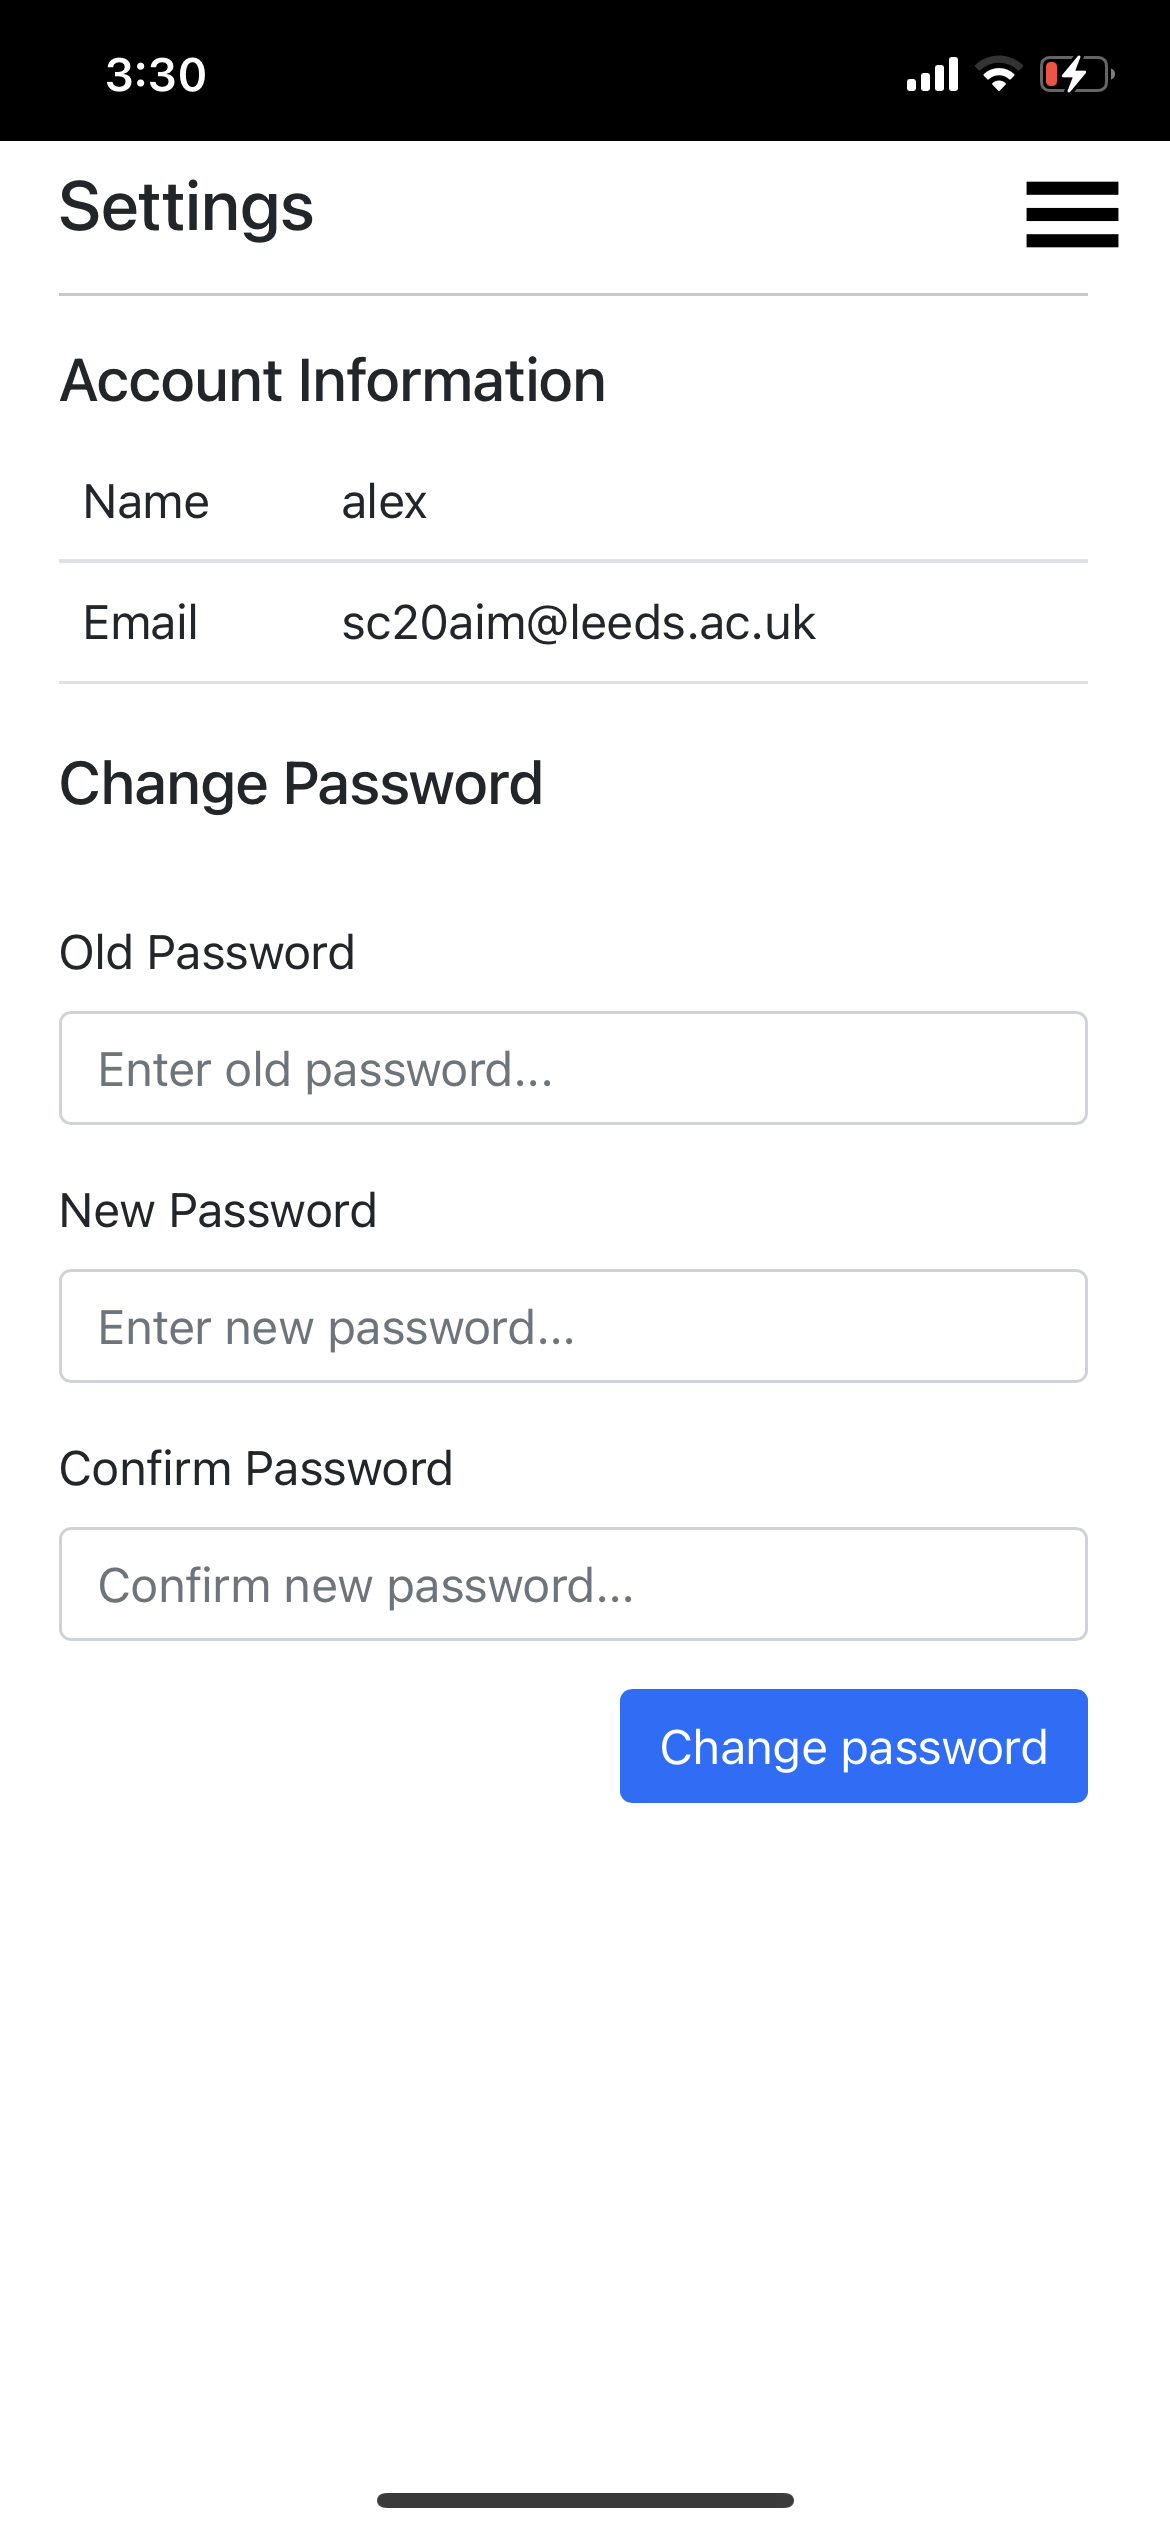 3:30
Settings
Account Information
Name alex
Email sc20aim@leeds.ac.uk
Change Password
Old Password
Enter old password...
New Password
Enter new password...
Confirm Password
Confirm new password...
Change password